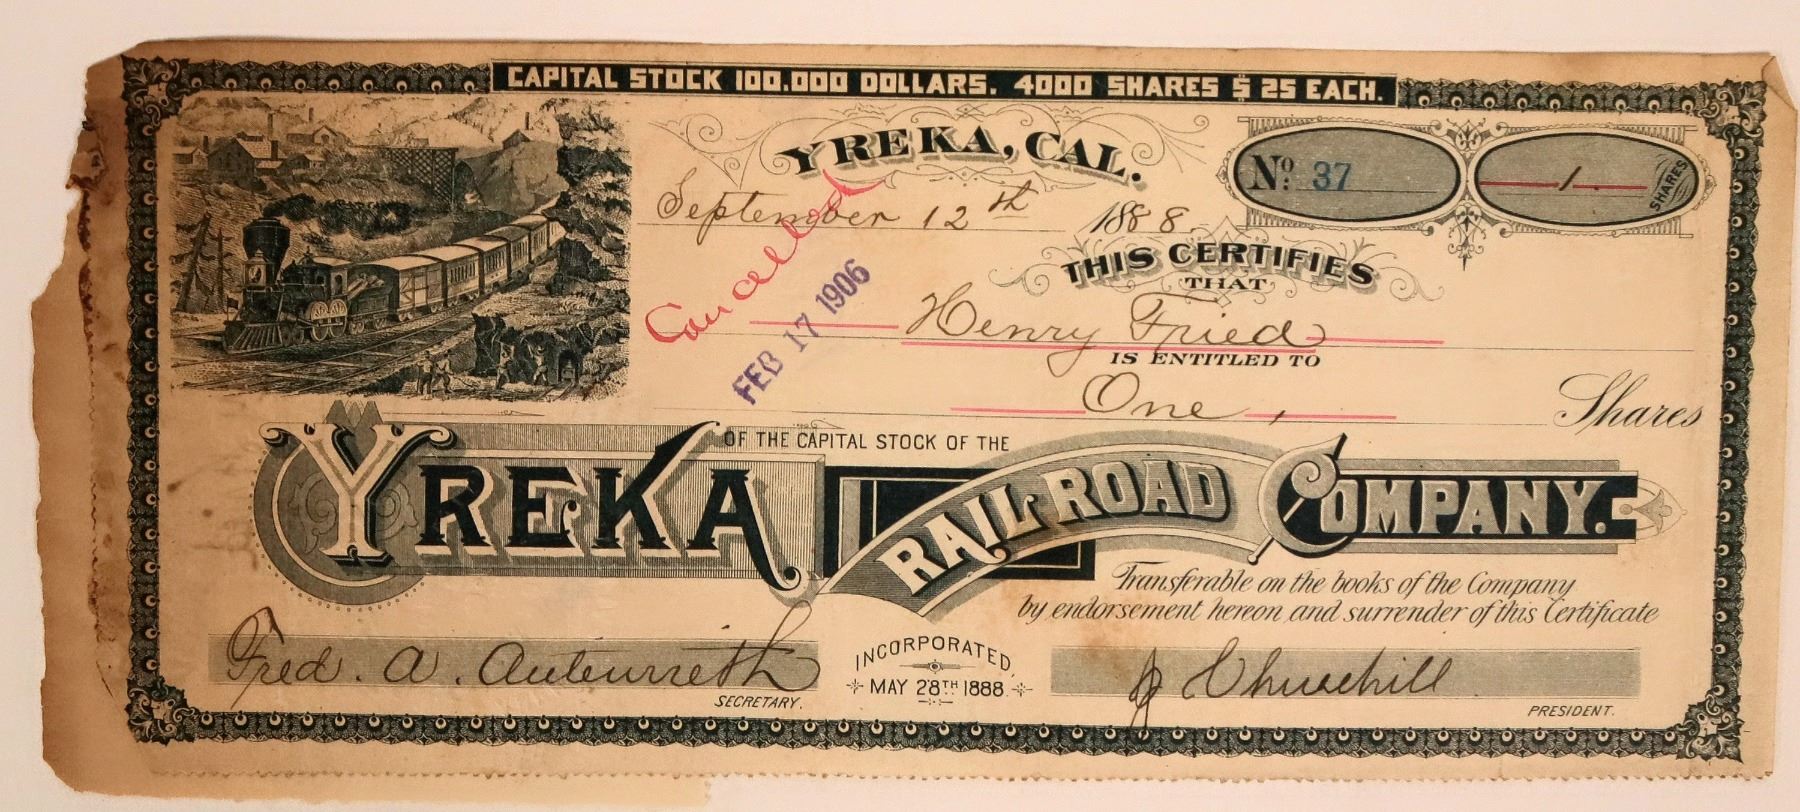 CAPITAL STOCK 100.000 DOLLARS. 4000 SHARES $ 25 EACH.
YREKA, CAL.
No: 37
1. SHARES
September 12th 1888
Cancelled
FEB 17 1906
THIS CERTIFIES
THAT
Henry Fried
IS ENTITLED TO
One, Shares
OF THE CAPITAL STOCK OF THE
YREKA RAILROAD COMPANY.
Transferable on the books of the Company
by endorsement hereon and surrender of this Certificate
Fred. A. Autenrieth
SECRETARY.
INCORPORATED,
MAY 28TH 1888.
J Churchill
PRESIDENT.